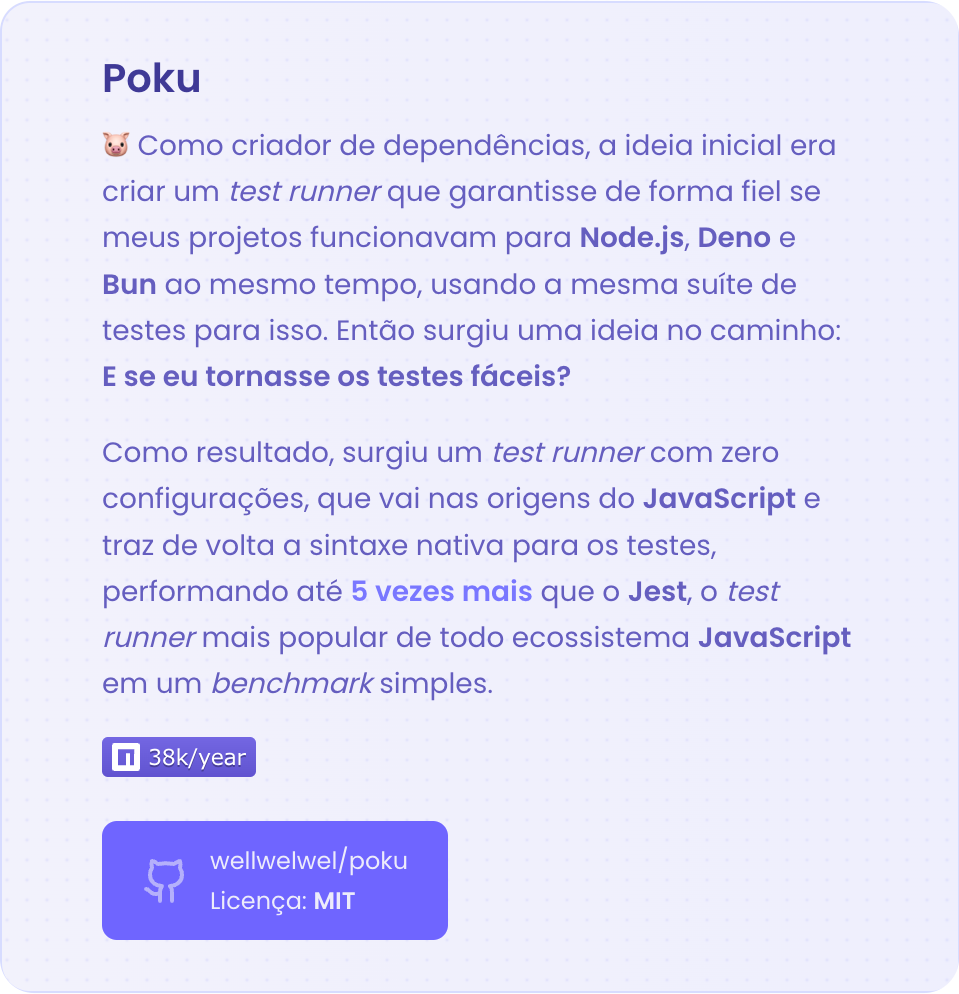 Poku
🐷 Como criador de dependências, a ideia inicial era
criar um test runner que garantisse de forma fiel se
meus projetos funcionavam para Node.js, Deno e
Bun ao mesmo tempo, usando a mesma suíte de
testes para isso. Então surgiu uma ideia no caminho:
E se eu tornasse os testes fáceis?
Como resultado, surgiu um test runner com zero
configurações, que vai nas origens do JavaScript e
traz de volta a sintaxe nativa para os testes,
performando até 5 vezes mais que o Jest, o test
runner mais popular de todo ecossistema JavaScript
em um benchmark simples.
38k/year
wellwelwel/poku
Licença: MIT